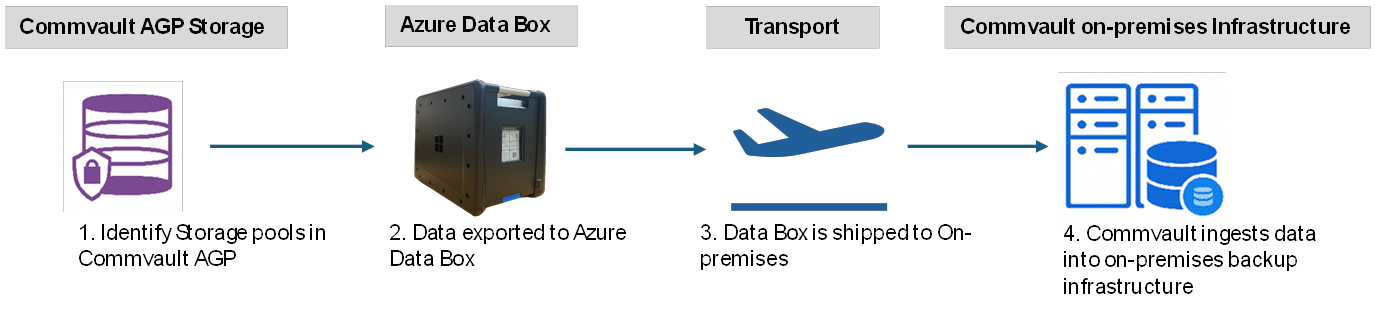 Commvault AGP Storage
Azure Data Box
Transport
Commvault on-premises Infrastructure
1. Identify Storage pools in
Commvault AGP
2. Data exported to Azure
Data Box
3. Data Box is shipped to On-
premises
4. Commvault ingests data
into on-premises backup
infrastructure